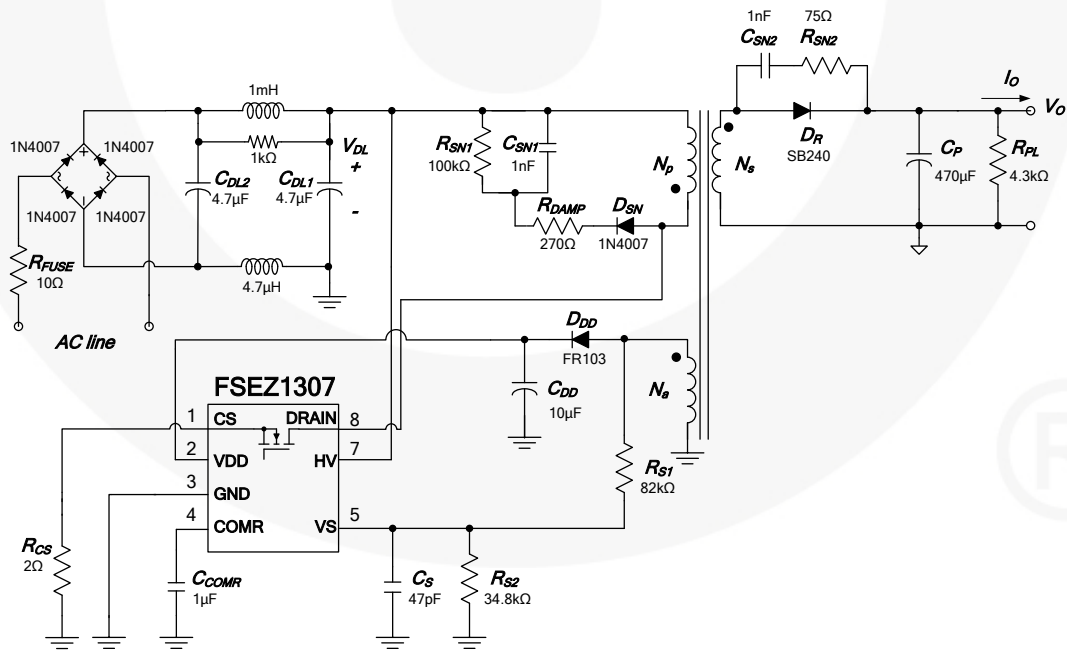 1nF
75Ω
CSN2
RSN2
IO
VO
DR
SB240
1mH
1kΩ
VDL
+
-
1N4007
1N4007
1N4007
1N4007
+
-
CDL2
4.7µF
CDL1
4.7µF
RSN1
100kΩ
CSN1
1nF
Np
Ns
CP
470µF
RPL
4.3kΩ
RDAMP
270Ω
DSN
1N4007
RFUSE
10Ω
4.7µH
AC line
DDD
FR103
CDD
10µF
Na
FSEZ1307
1
CS
DRAIN
8
2
VDD
HV
7
3
GND
4
COMR
VS
5
RS1
82kΩ
RCS
2Ω
CCOMR
1µF
CS
47pF
RS2
34.8kΩ
R